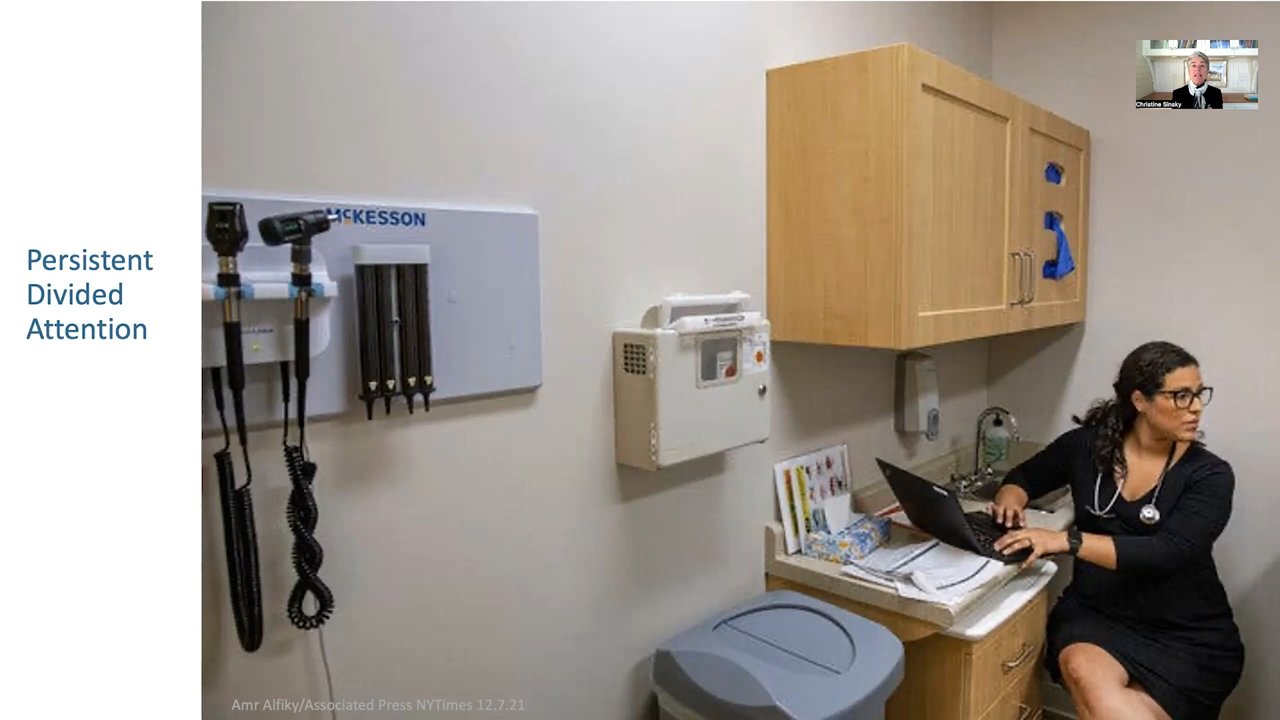 Persistent
Divided
Attention
McKESSON
Christine Sinsky
Amr Alfiky/Associated Press NYTimes 12.7.21